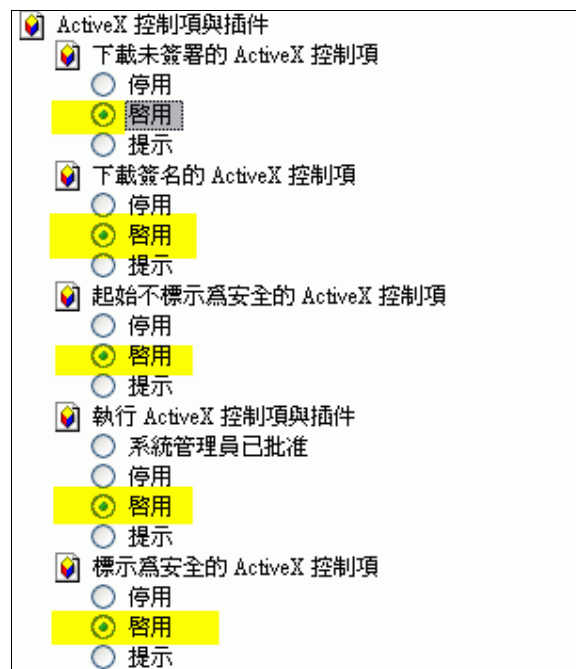 ActiveX 控制項與插件
下載未簽署的 ActiveX 控制項
停用
啓用
提示
下載簽名的 ActiveX 控制項
停用
啓用
提示
起始不標示爲安全的 ActiveX 控制項
停用
啓用
提示
執行 ActiveX 控制項與插件
系統管理員已批准
停用
啓用
提示
標示爲安全的 ActiveX 控制項
停用
啓用
提示